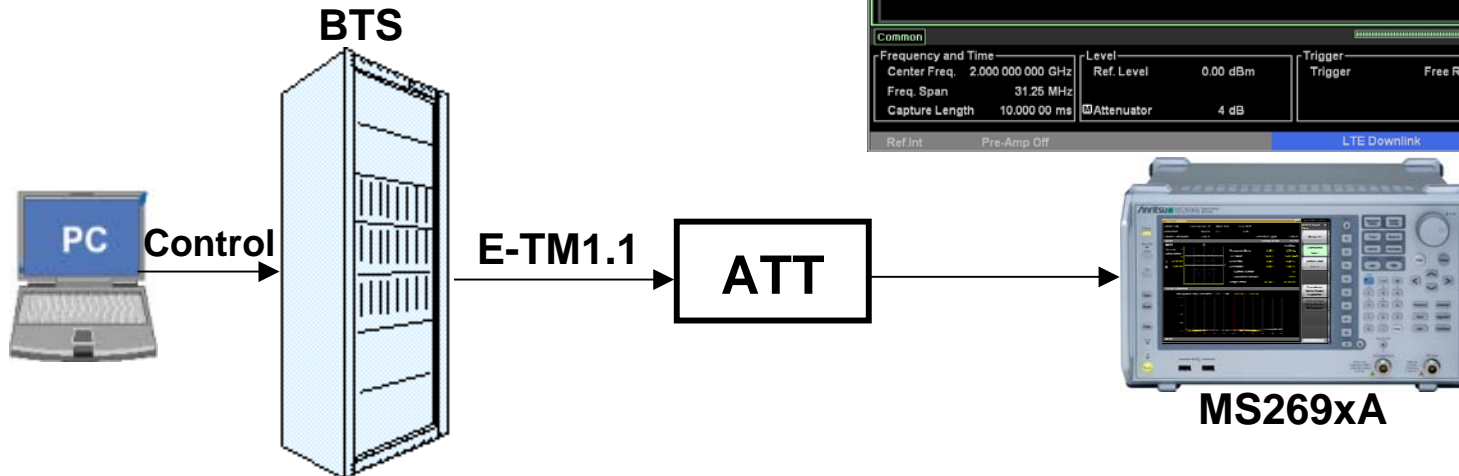 BTS
Common
Frequency and Time
Center Freq. 2.000 000 000 GHz
Freq. Span 31.25 MHz
Capture Length 10.000 00 ms
Level
Ref. Level 0.00 dBm
M Attenuator 4 dB
Trigger
Trigger Free R
Ref.Int Pre-Amp Off LTE Downlink
PC
Control
E-TM1.1
ATT
Anritsu
MS269xA